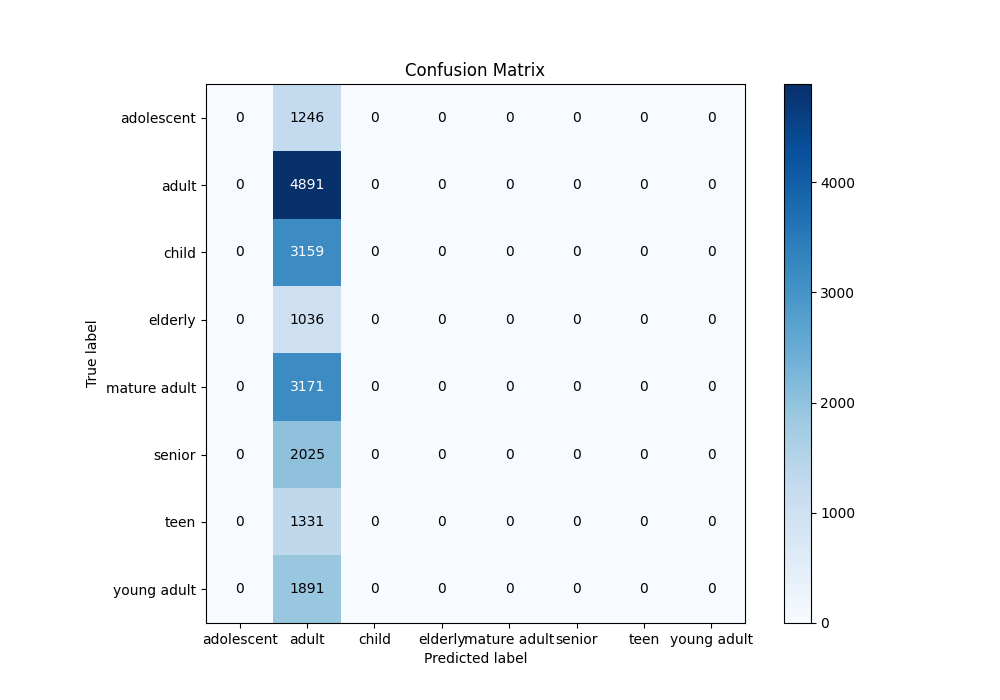 Confusion Matrix
adolescent 0 1246 0 0 0 0 0 0
adult 0 4891 0 0 0 0 0 0
child 0 3159 0 0 0 0 0 0
elderly 0 1036 0 0 0 0 0 0
mature adult 0 3171 0 0 0 0 0 0
senior 0 2025 0 0 0 0 0 0
teen 0 1331 0 0 0 0 0 0
young adult 0 1891 0 0 0 0 0 0
adolescent adult child elderly mature adult senior teen young adult
Predicted label
True label
4000
3000
2000
1000
0